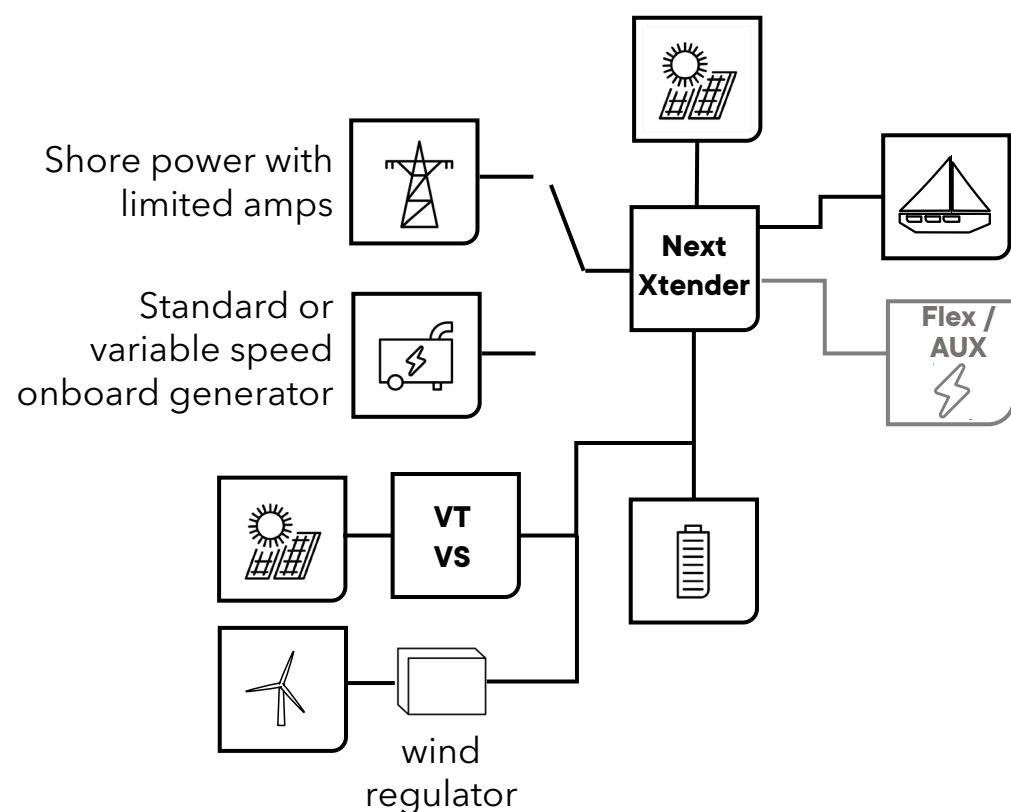 Shore power with
limited amps
Next
Xtender
Standard or
variable speed
onboard generator
Flex /
AUX
VT
VS
wind
regulator